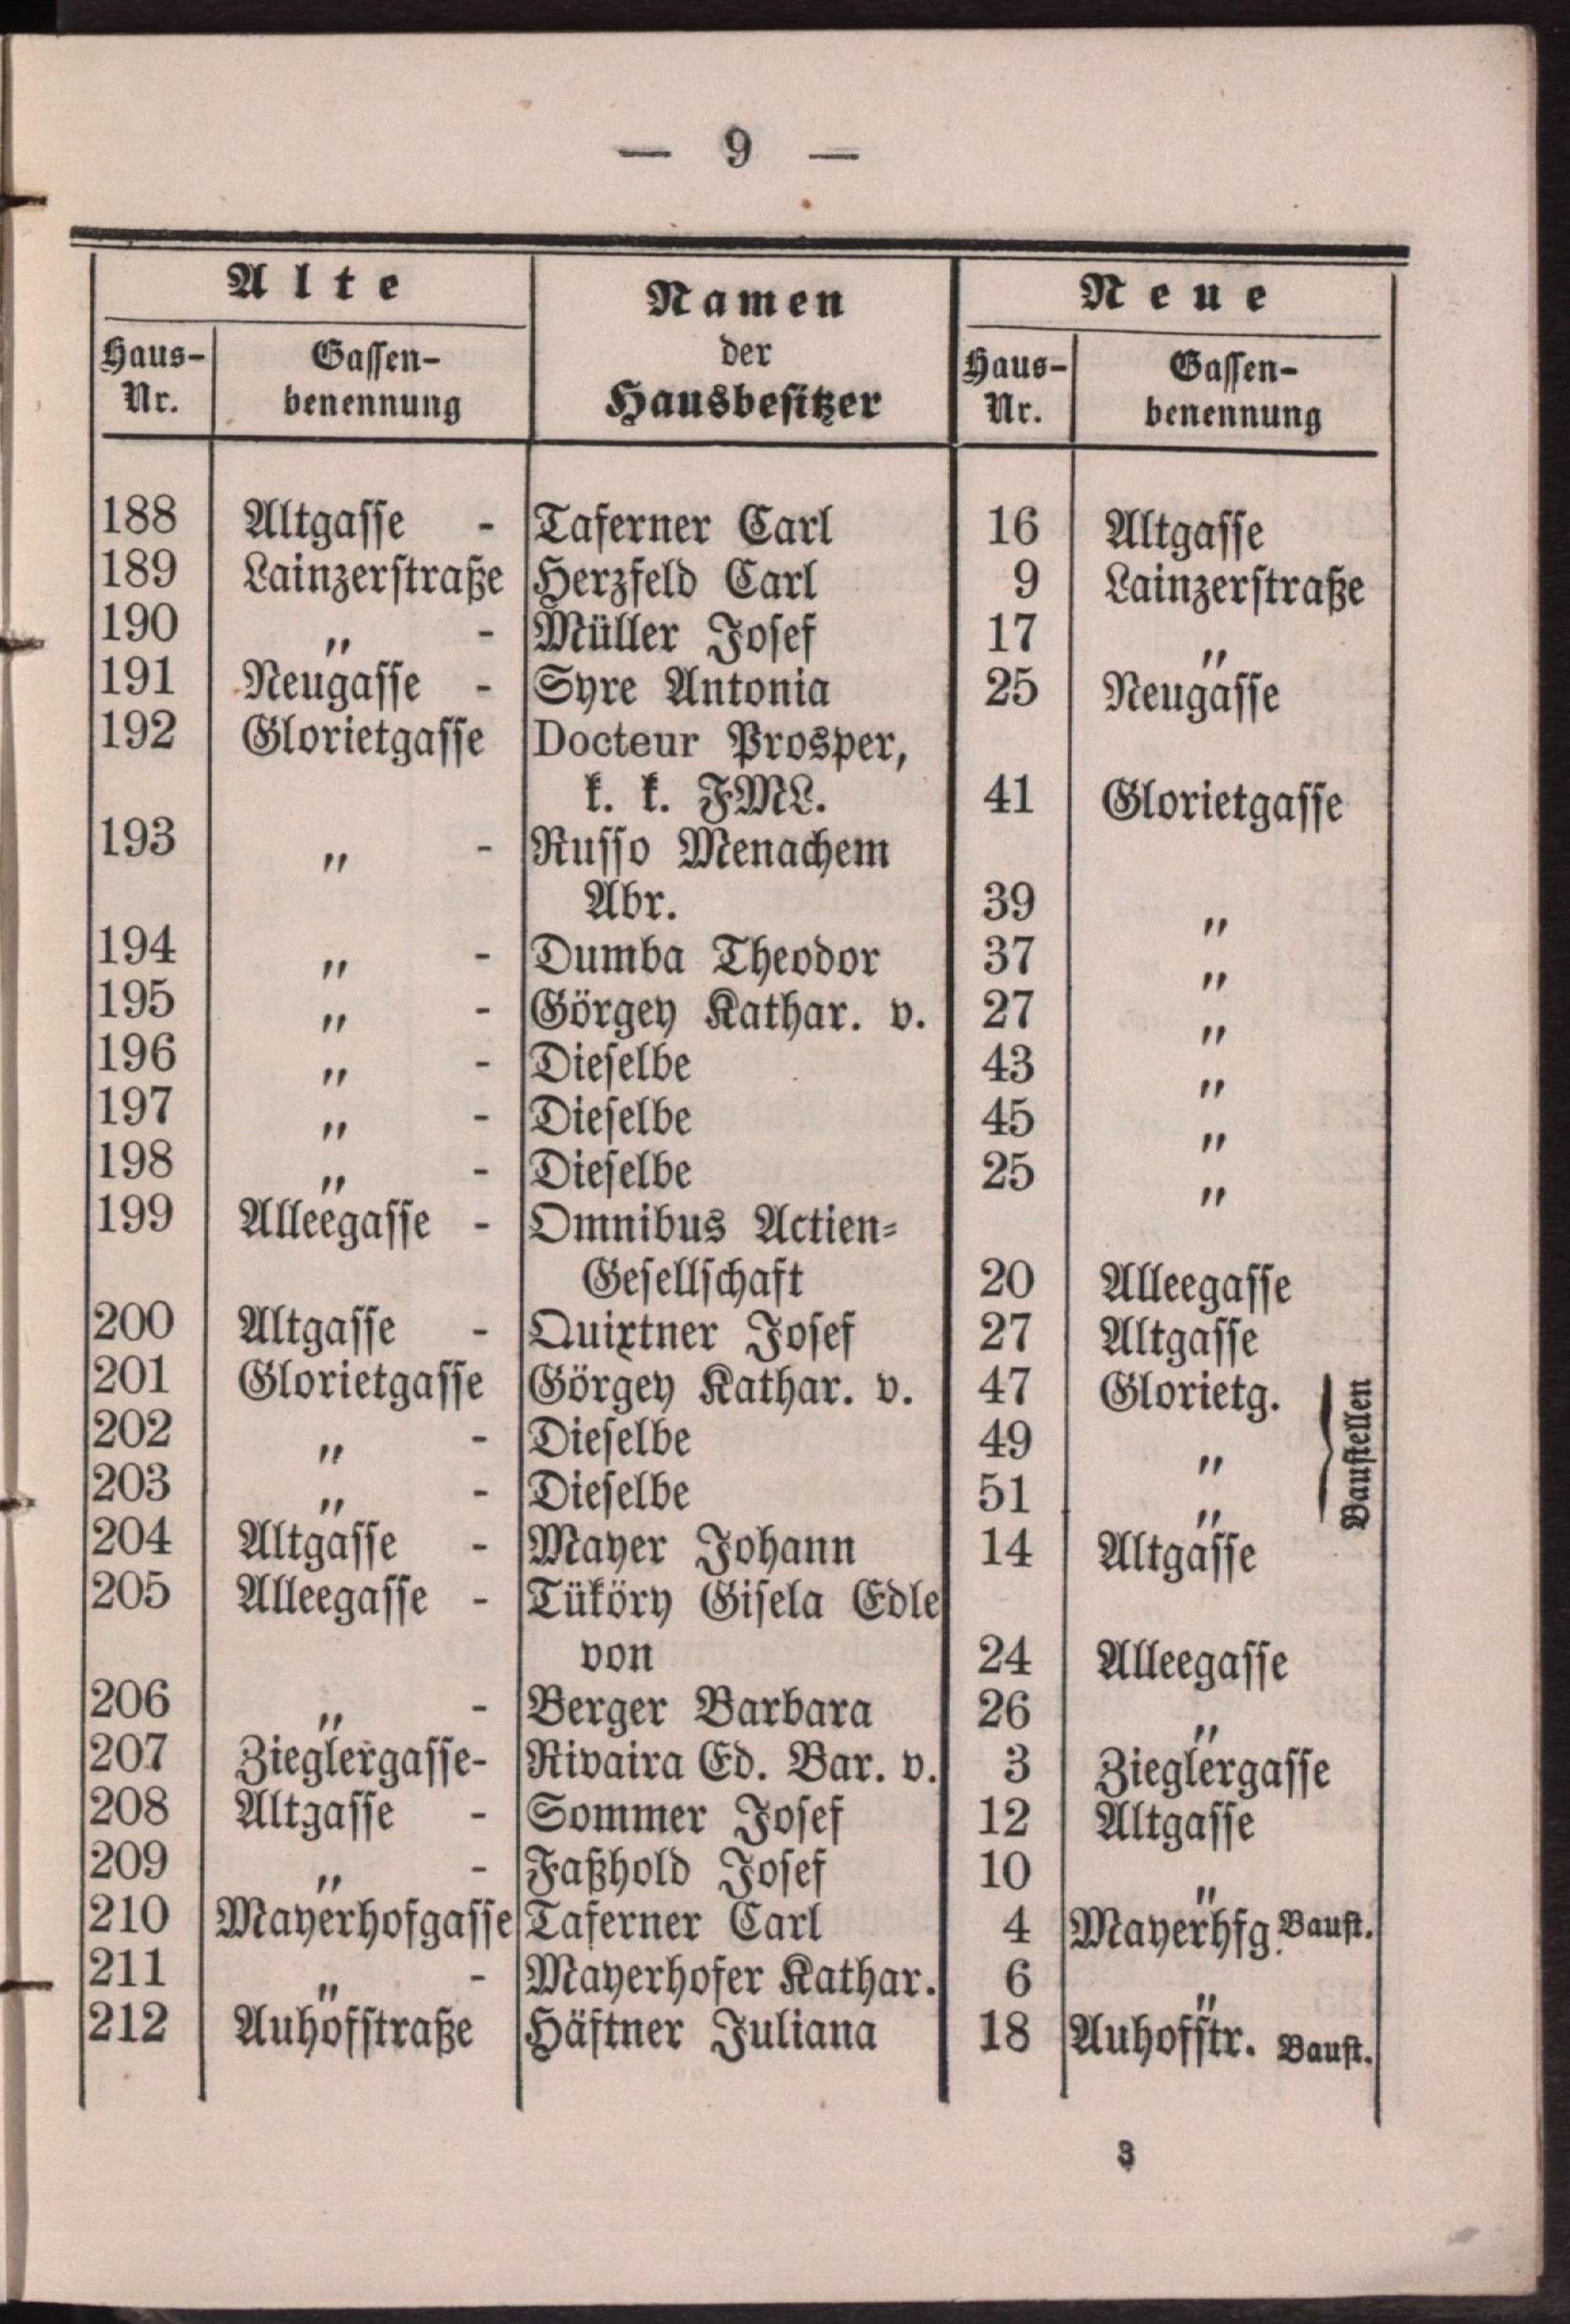 — 9 —
Alte Namen Neue
Haus- Gassen- der Haus- Gassen-
Nr. benennung Hausbesitzer Nr. benennung
188 Altgasse - Taferner Carl 16 Altgasse
189 Lainzerstraße Herzfeld Carl 9 Lainzerstraße
190 „ - Müller Josef 17 „
191 Neugasse - Syre Antonia 25 Neugasse
192 Glorietgasse Docteur Prosper,
k. k. FML. 41 Glorietgasse
193 „ - Russo Menachem
Abr. 39 „
194 „ - Dumba Theodor 37 „
195 „ - Görgey Kathar. v. 27 „
196 „ - Dieselbe 43 „
197 „ - Dieselbe 45 „
198 „ - Dieselbe 25 „
199 Alleegasse - Omnibus Actien-
Gesellschaft 20 Alleegasse
200 Altgasse - Quixtner Josef 27 Altgasse
201 Glorietgasse Görgey Kathar. v. 47 Glorietg.
202 „ - Dieselbe 49 „
203 „ - Dieselbe 51 „
Baustellen
204 Altgasse - Mayer Johann 14 Altgasse
205 Alleegasse - Tüköry Gisela Edle
von 24 Alleegasse
206 „ - Berger Barbara 26 „
207 Zieglergasse- Rivaira Ed. Bar. v. 3 Zieglergasse
208 Altgasse - Sommer Josef 12 Altgasse
209 „ - Faßhold Josef 10 „
210 Mayerhofgasse Taferner Carl 4 Mayerhfg. Baust.
211 „ - Mayerhofer Kathar. 6 „
212 Auhofstraße Häftner Juliana 18 Auhofstr. Baust.
3